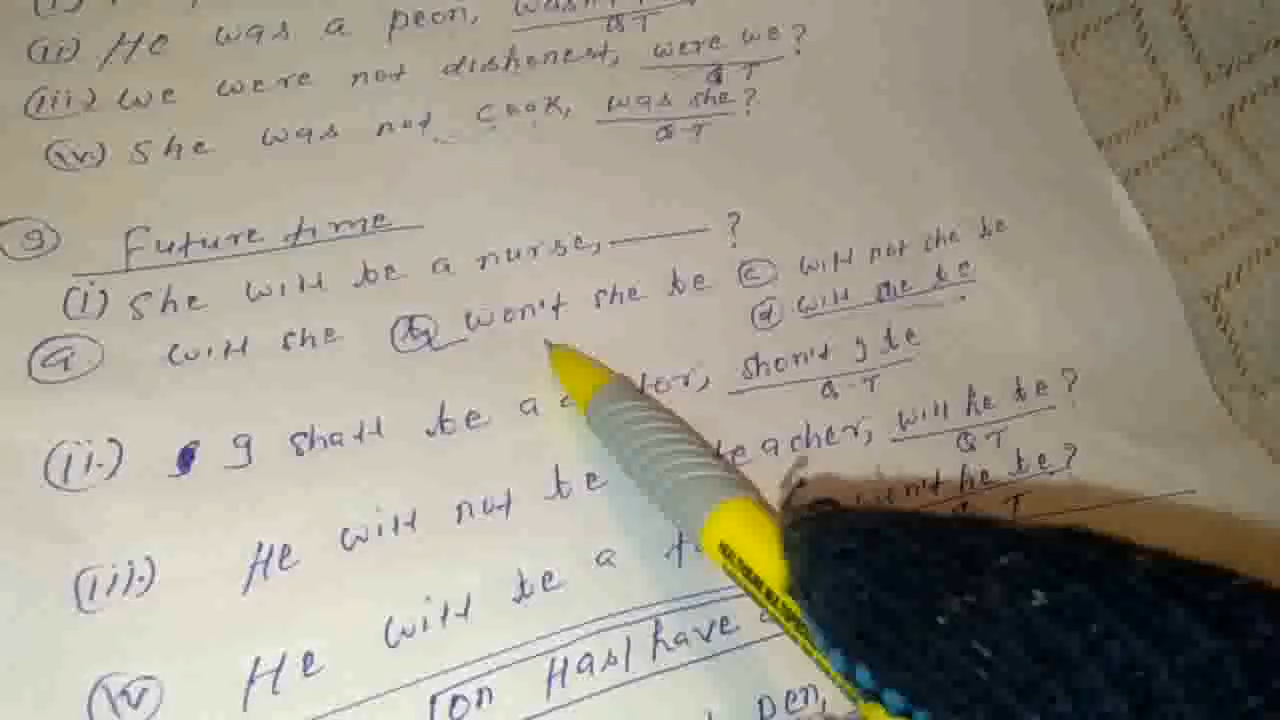 (ii) He was a peon,
Q T
(iii) we were not dishonest, were we?
Q T
(iv.) She was not cook, was she?
Q-T
9 Future time
(i) She will be a nurse, ______ ?
a will she b won't she be c will not she be
d will she be
(ii.) I shall be a shan't I be
Q-T
(iii.) He will not be teacher, will he be?
Q T
(iv) He will be a won't he be?
T
on Has/have
pen,